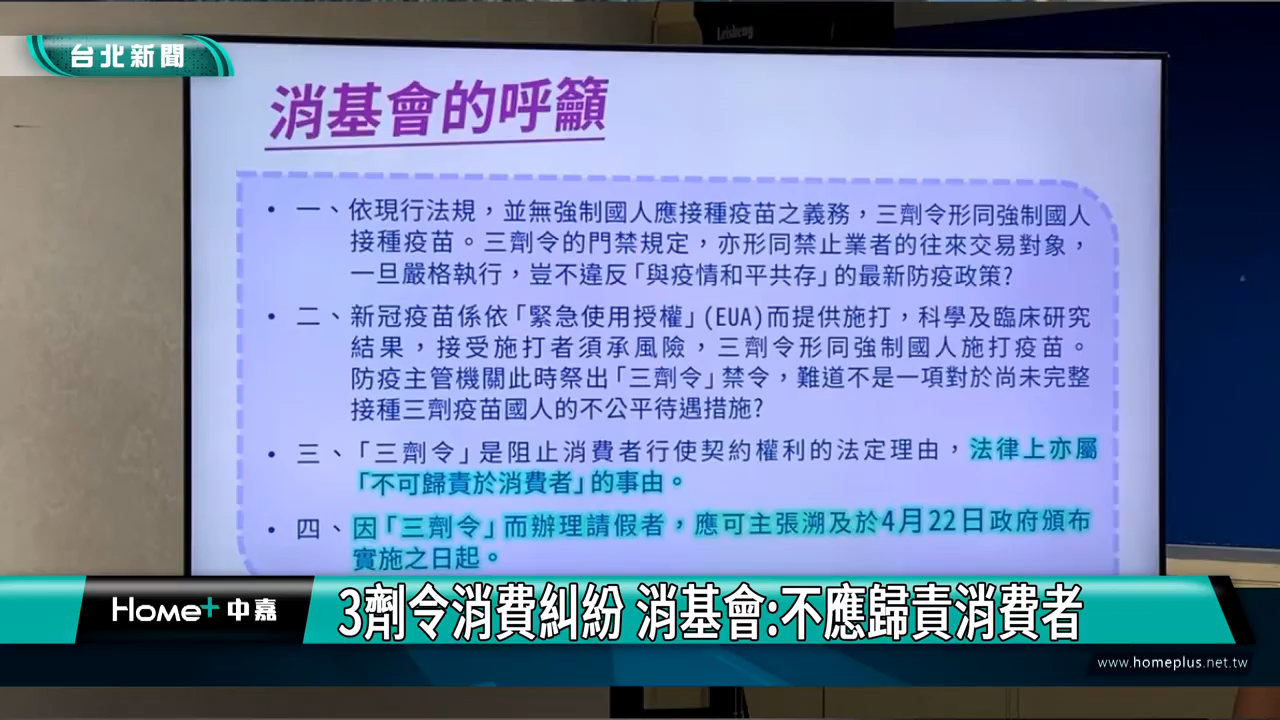 Leisheng
台北新聞
消基會的呼籲
• 一、依現行法規，並無強制國人應接種疫苗之義務，三劑令形同強制國人
接種疫苗。三劑令的門禁規定，亦形同禁止業者的往來交易對象，
一旦嚴格執行，豈不違反「與疫情和平共存」的最新防疫政策?
• 二、新冠疫苗係依「緊急使用授權」(EUA)而提供施打，科學及臨床研究
結果，接受施打者須承風險，三劑令形同強制國人施打疫苗。
防疫主管機關此時祭出「三劑令」禁令，難道不是一項對於尚未完整
接種三劑疫苗國人的不公平待遇措施?
• 三、「三劑令」是阻止消費者行使契約權利的法定理由，法律上亦屬
「不可歸責於消費者」的事由。
• 四、因「三劑令」而辦理請假者，應可主張溯及於4月22日政府頒布
實施之日起。
Home+ 中嘉
3劑令消費糾紛 消基會:不應歸責消費者
www.homeplus.net.tw